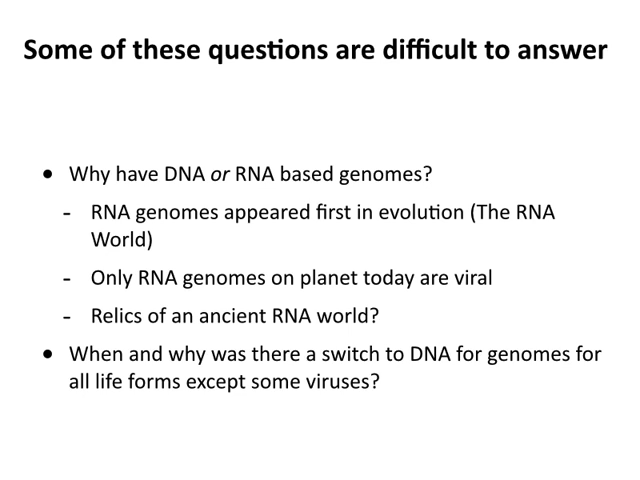 Some of these questions are difficult to answer
• Why have DNA or RNA based genomes?
- RNA genomes appeared first in evolution (The RNA
World)
- Only RNA genomes on planet today are viral
- Relics of an ancient RNA world?
• When and why was there a switch to DNA for genomes for
all life forms except some viruses?